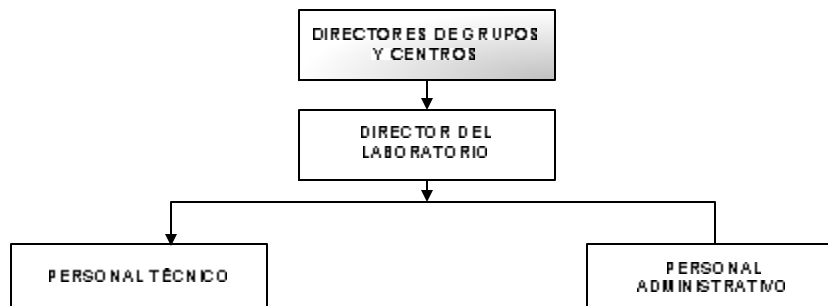 DIRECTORES DE GRUPOS
Y CENTROS
DIRECTOR DEL
LABORATORIO
PERSONAL TÉCNICO
PERSONAL
ADMINISTRATIVO